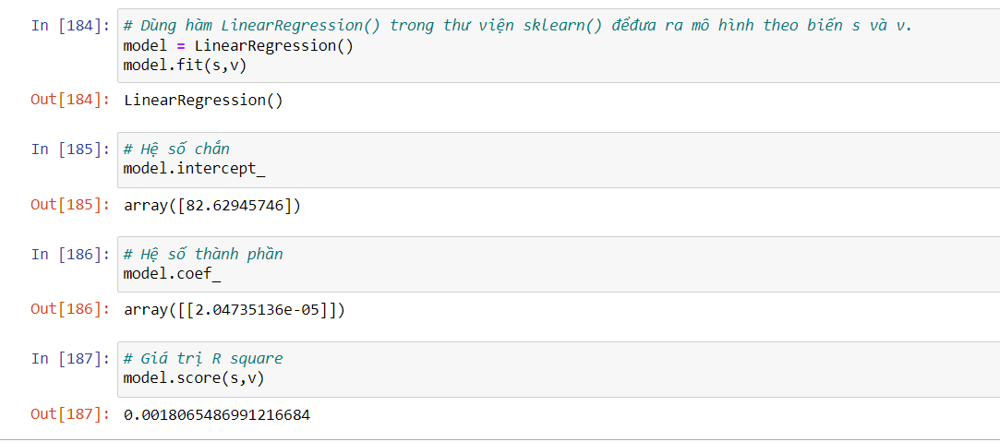 In [184]: # Dùng hàm LinearRegression() trong thư viện sklearn() đểđưa ra mô hình theo biến s và v.
model = LinearRegression()
model.fit(s,v)
Out[184]: LinearRegression()
In [185]: # Hệ số chắn
model.intercept_
Out[185]: array([82.62945746])
In [186]: # Hệ số thành phần
model.coef_
Out[186]: array([[2.04735136e-05]])
In [187]: # Giá trị R square
model.score(s,v)
Out[187]: 0.0018065486991216684